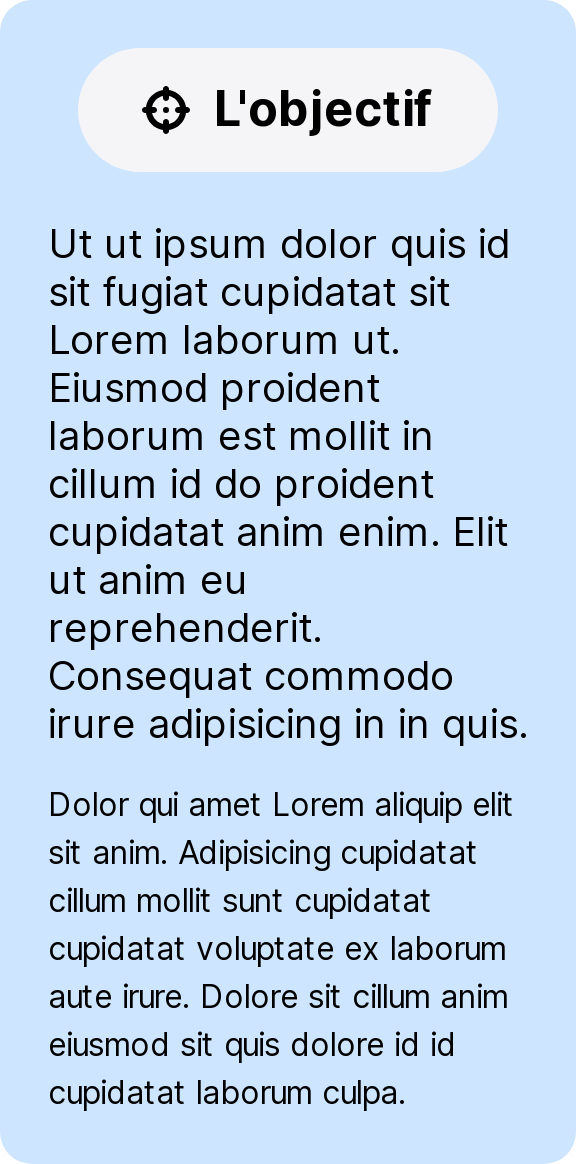 L'objectif
Ut ut ipsum dolor quis id
sit fugiat cupidatat sit
Lorem laborum ut.
Eiusmod proident
laborum est mollit in
cillum id do proident
cupidatat anim enim. Elit
ut anim eu
reprehenderit.
Consequat commodo
irure adipisicing in in quis.
Dolor qui amet Lorem aliquip elit
sit anim. Adipisicing cupidatat
cillum mollit sunt cupidatat
cupidatat voluptate ex laborum
aute irure. Dolore sit cillum anim
eiusmod sit quis dolore id id
cupidatat laborum culpa.